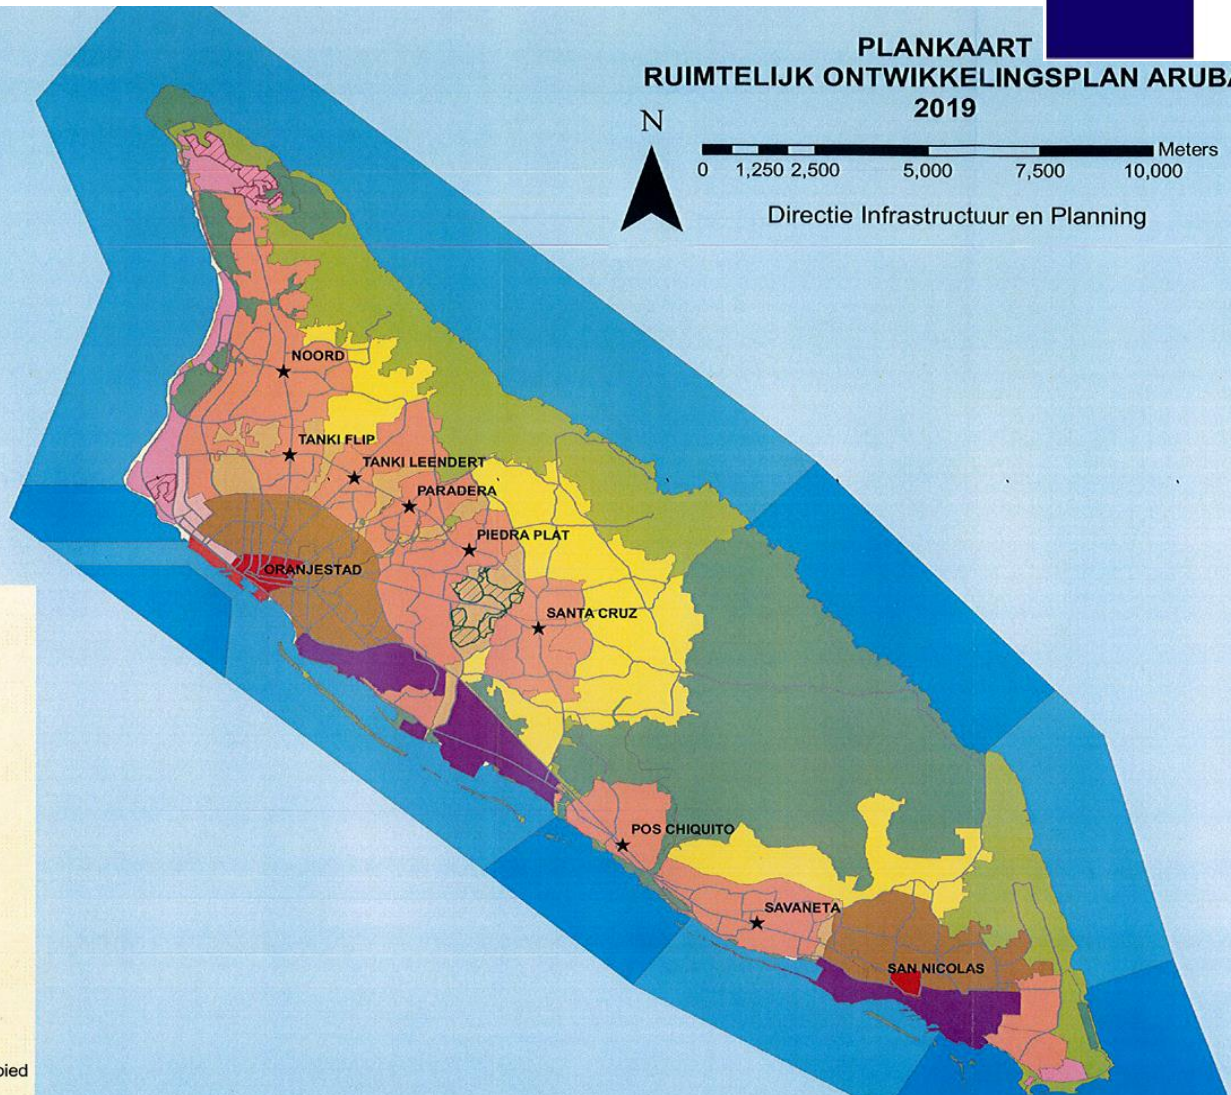 PLANKAART
RUIMTELIJK ONTWIKKELINGSPLAN ARUBA
2019
N
Meters
0 1,250 2,500 5,000 7,500 10,000
Directie Infrastructuur en Planning
NOORD
TANKI FLIP
TANKI LEENDERT
PARADERA
PIEDRA PLAT
ORANJESTAD
SANTA CRUZ
POS CHIQUITO
SAVANETA
SAN NICOLAS